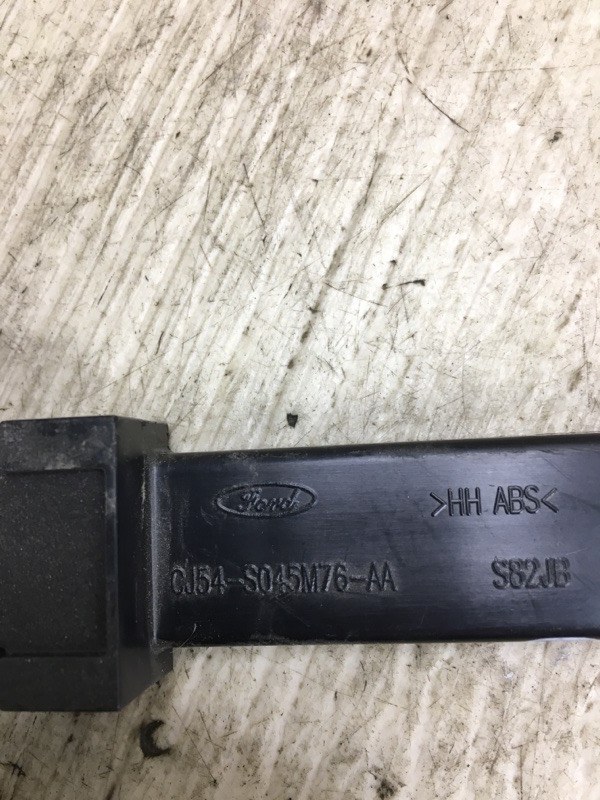 Ford
>HH ABS<
CJ54-S045M76-AA
S82JB